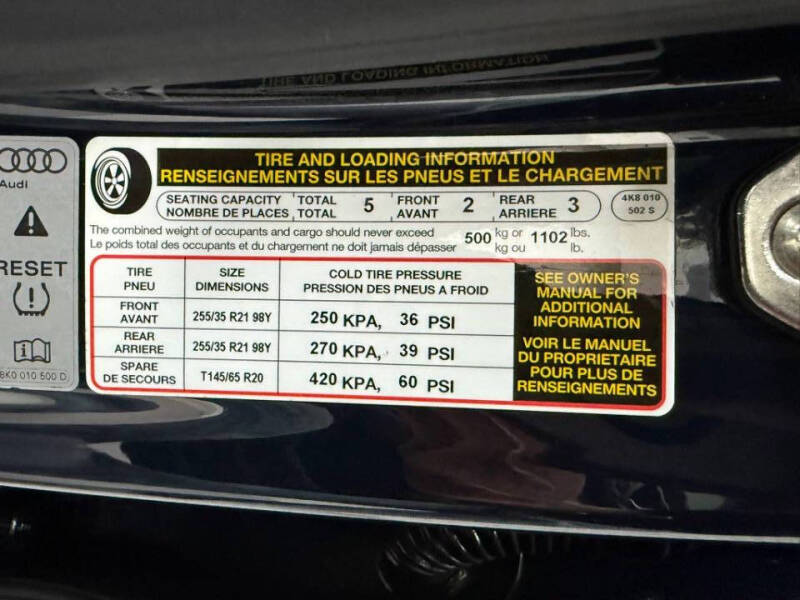 TIRE AND LOADING INFORMATION
Audi
RESET
8K0 010 500 D
TIRE AND LOADING INFORMATION
RENSEIGNEMENTS SUR LES PNEUS ET LE CHARGEMENT
SEATING CAPACITY TOTAL 5 FRONT 2 REAR 3
NOMBRE DE PLACES TOTAL AVANT ARRIERE
4K8 010
502 S
The combined weight of occupants and cargo should never exceed 500 kg or 1102 lbs.
Le poids total des occupants et du chargement ne doit jamais dépasser kg ou lb.
TIRE SIZE COLD TIRE PRESSURE
PNEU DIMENSIONS PRESSION DES PNEUS A FROID
FRONT
AVANT 255/35 R21 98Y 250 KPA, 36 PSI
REAR
ARRIERE 255/35 R21 98Y 270 KPA, 39 PSI
SPARE
DE SECOURS T145/65 R20 420 KPA, 60 PSI
SEE OWNER'S
MANUAL FOR
ADDITIONAL
INFORMATION
VOIR LE MANUEL
DU PROPRIETAIRE
POUR PLUS DE
RENSEIGNEMENTS